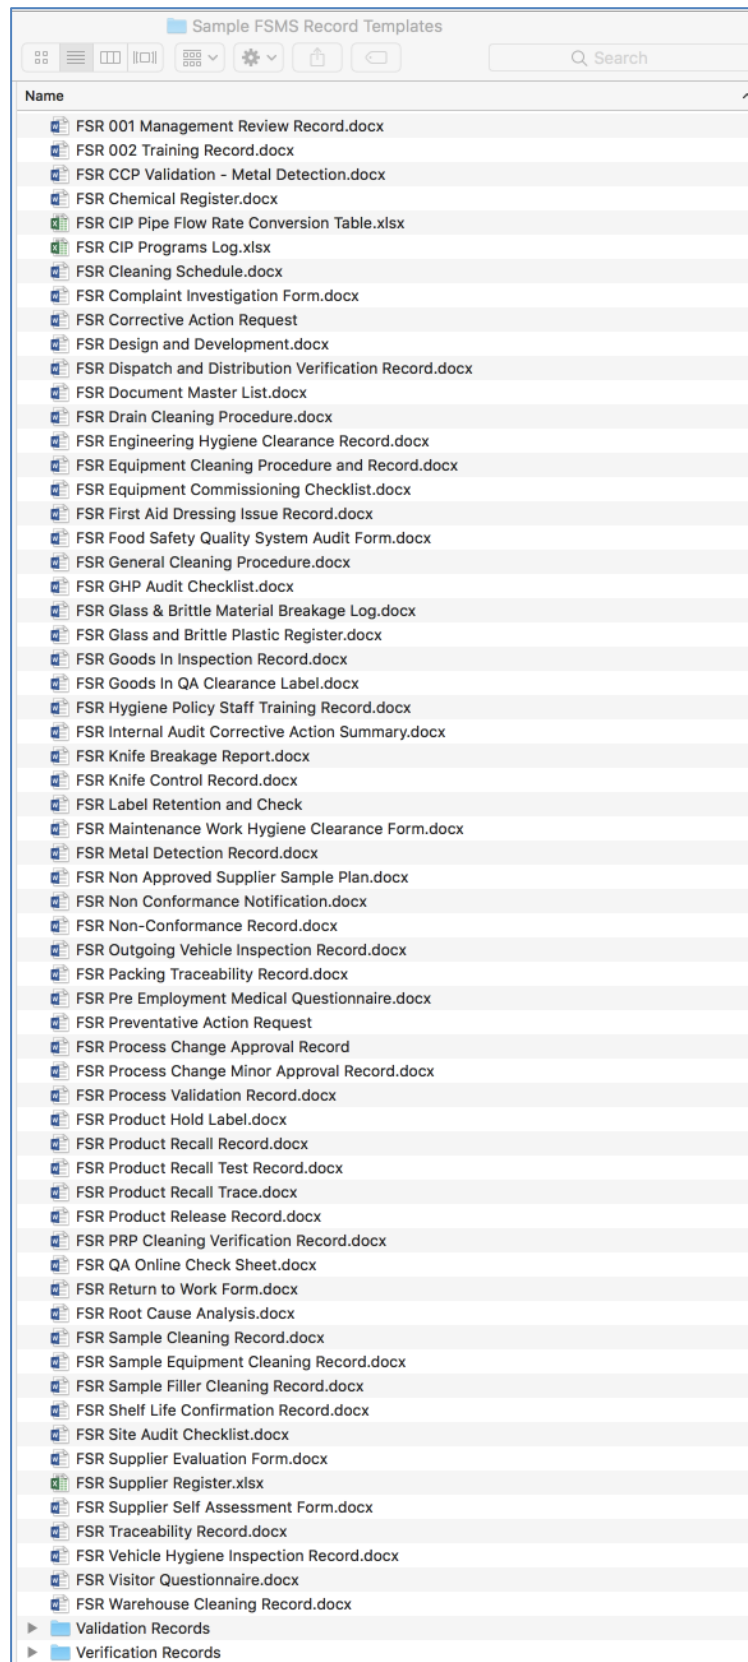 Sample FSMS Record Templates
Search
Name
FSR 001 Management Review Record.docx
FSR 002 Training Record.docx
FSR CCP Validation - Metal Detection.docx
FSR Chemical Register.docx
FSR CIP Pipe Flow Rate Conversion Table.xlsx
FSR CIP Programs Log.xlsx
FSR Cleaning Schedule.docx
FSR Complaint Investigation Form.docx
FSR Corrective Action Request
FSR Design and Development.docx
FSR Dispatch and Distribution Verification Record.docx
FSR Document Master List.docx
FSR Drain Cleaning Procedure.docx
FSR Engineering Hygiene Clearance Record.docx
FSR Equipment Cleaning Procedure and Record.docx
FSR Equipment Commissioning Checklist.docx
FSR First Aid Dressing Issue Record.docx
FSR Food Safety Quality System Audit Form.docx
FSR General Cleaning Procedure.docx
FSR GHP Audit Checklist.docx
FSR Glass & Brittle Material Breakage Log.docx
FSR Glass and Brittle Plastic Register.docx
FSR Goods In Inspection Record.docx
FSR Goods In QA Clearance Label.docx
FSR Hygiene Policy Staff Training Record.docx
FSR Internal Audit Corrective Action Summary.docx
FSR Knife Breakage Report.docx
FSR Knife Control Record.docx
FSR Label Retention and Check
FSR Maintenance Work Hygiene Clearance Form.docx
FSR Metal Detection Record.docx
FSR Non Approved Supplier Sample Plan.docx
FSR Non Conformance Notification.docx
FSR Non-Conformance Record.docx
FSR Outgoing Vehicle Inspection Record.docx
FSR Packing Traceability Record.docx
FSR Pre Employment Medical Questionnaire.docx
FSR Preventative Action Request
FSR Process Change Approval Record
FSR Process Change Minor Approval Record.docx
FSR Process Validation Record.docx
FSR Product Hold Label.docx
FSR Product Recall Record.docx
FSR Product Recall Test Record.docx
FSR Product Recall Trace.docx
FSR Product Release Record.docx
FSR PRP Cleaning Verification Record.docx
FSR QA Online Check Sheet.docx
FSR Return to Work Form.docx
FSR Root Cause Analysis.docx
FSR Sample Cleaning Record.docx
FSR Sample Equipment Cleaning Record.docx
FSR Sample Filler Cleaning Record.docx
FSR Shelf Life Confirmation Record.docx
FSR Site Audit Checklist.docx
FSR Supplier Evaluation Form.docx
FSR Supplier Register.xlsx
FSR Supplier Self Assessment Form.docx
FSR Traceability Record.docx
FSR Vehicle Hygiene Inspection Record.docx
FSR Visitor Questionnaire.docx
FSR Warehouse Cleaning Record.docx
Validation Records
Verification Records